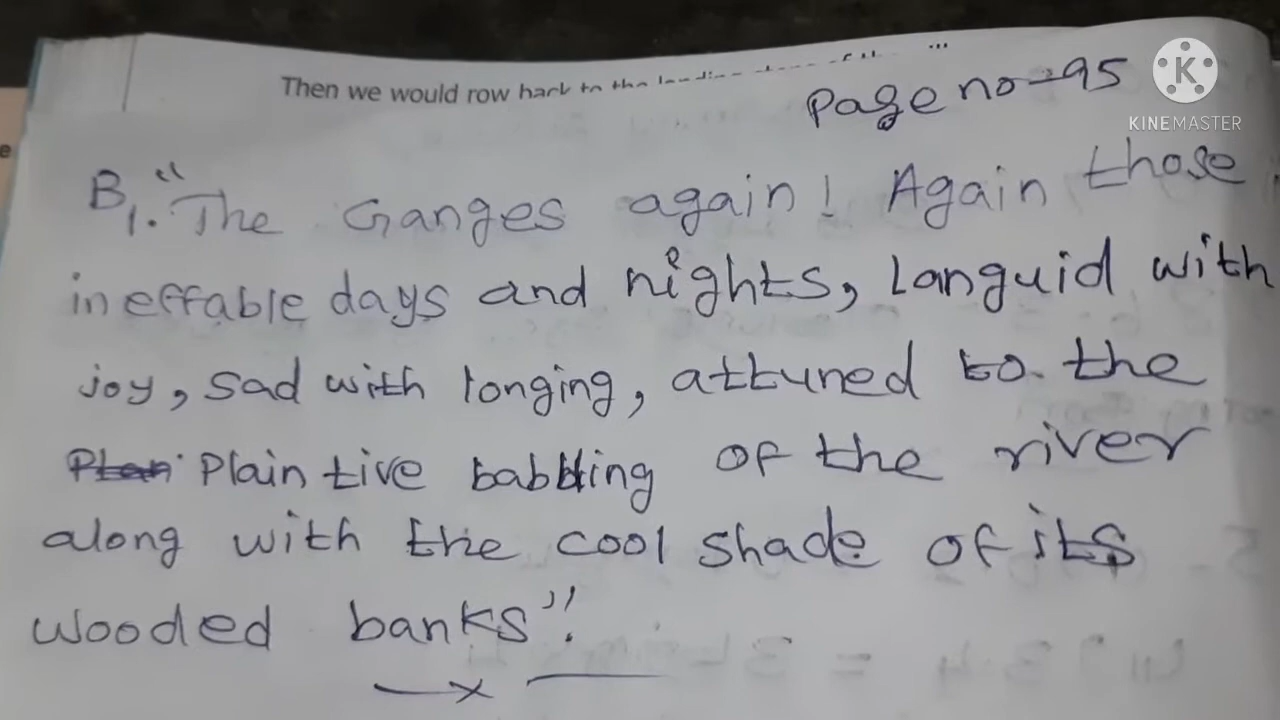 Then we would row back to the
Page no-95
KINEMASTER
B1. "The Ganges again! Again those
ineffable days and nights, Languid with
joy, sad with longing, attuned to the
Plaintive babbling of the river
along with the cool shade of its
wooded banks".